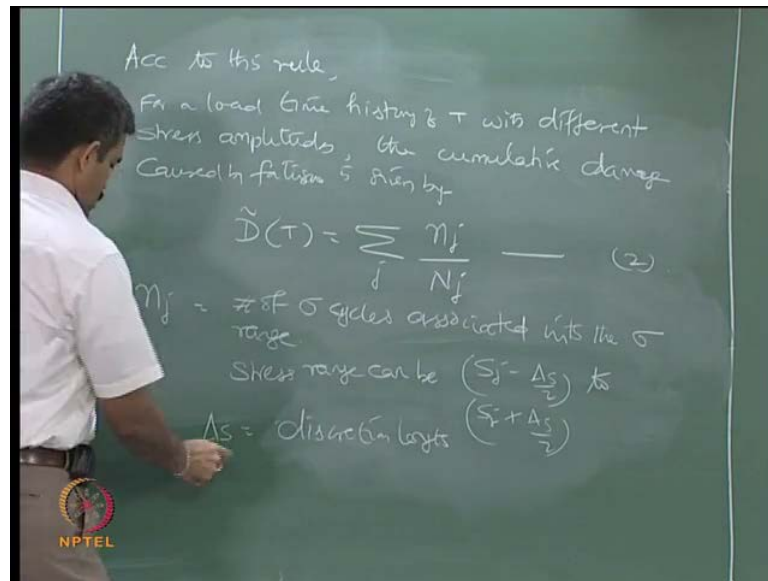 Acc to this rule,
For a load time history of T with different
stress amplitudes, the cumulative damage
Caused by fatigue is given by
D̃(T) = Σ_j n_j / N_j — (2).
n_j = # of σ cycles associated with the σ
range.
Stress range can be (S_j - ΔS/2) to
(S_j + ΔS/2)
ΔS =
NPTEL